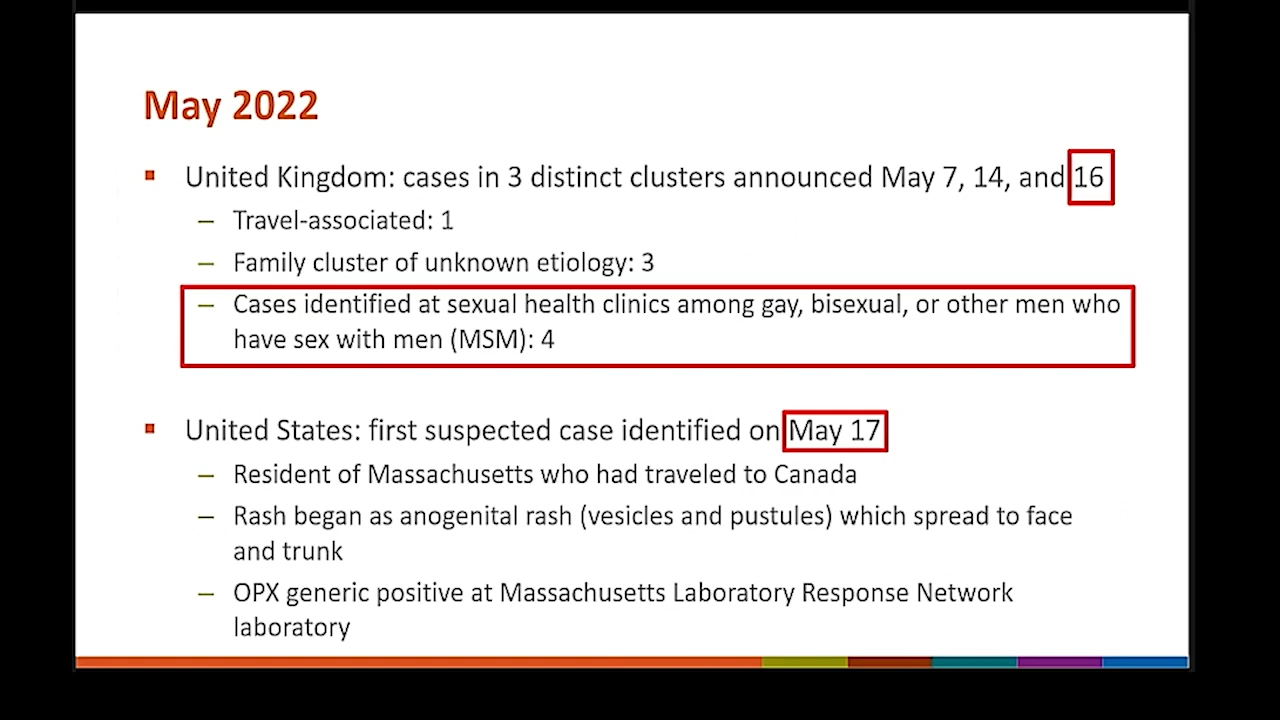 May 2022
▪ United Kingdom: cases in 3 distinct clusters announced May 7, 14, and 16
– Travel-associated: 1
– Family cluster of unknown etiology: 3
– Cases identified at sexual health clinics among gay, bisexual, or other men who
have sex with men (MSM): 4
▪ United States: first suspected case identified on May 17
– Resident of Massachusetts who had traveled to Canada
– Rash began as anogenital rash (vesicles and pustules) which spread to face
and trunk
– OPX generic positive at Massachusetts Laboratory Response Network
laboratory